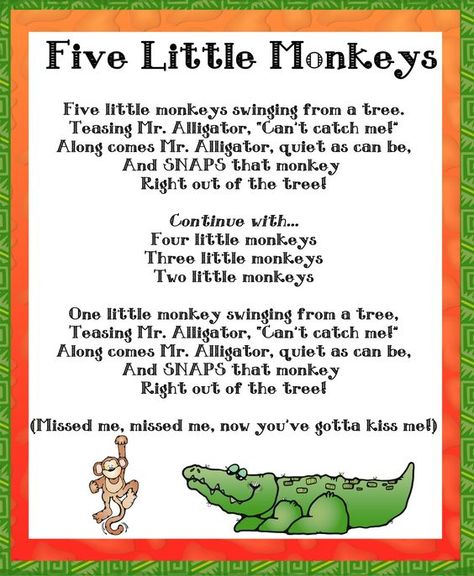 Five Little Monkeys
Five little monkeys swinging from a tree.
Teasing Mr. Alligator, "Can't catch me!"
Along comes Mr. Alligator, quiet as can be,
And SNAPS that monkey
Right out of the tree!
Continue with...
Four little monkeys
Three little monkeys
Two little monkeys
One little monkey swinging from a tree,
Teasing Mr. Alligator, "Can't catch me!"
Along comes Mr. Alligator, quiet as can be,
And SNAPS that monkey
Right out of the tree!
(Missed me, missed me, now you've gotta kiss me!)